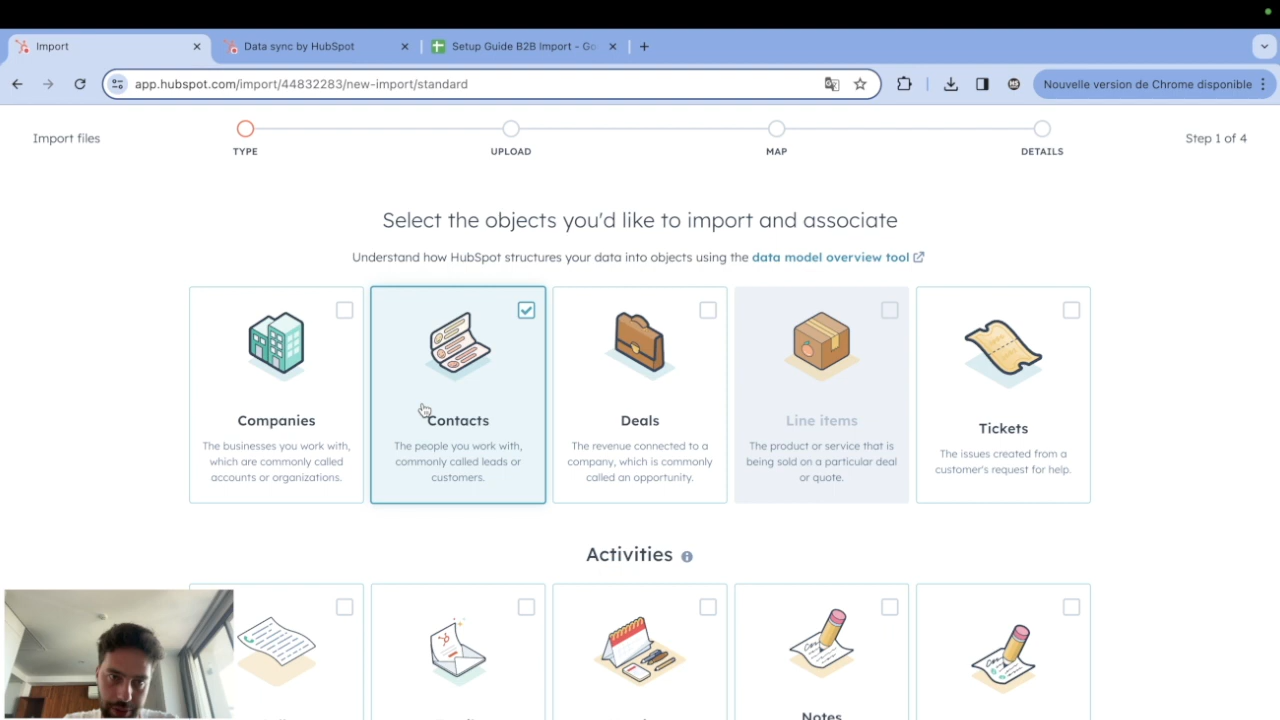 Import
Data sync by HubSpot
Setup Guide B2B Import - Go
app.hubspot.com/import/44832283/new-import/standard
Nouvelle version de Chrome disponible
Import files
TYPE
UPLOAD
MAP
DETAILS
Step 1 of 4
Select the objects you'd like to import and associate
Understand how HubSpot structures your data into objects using the data model overview tool
Companies
The businesses you work with,
which are commonly called
accounts or organizations.
Contacts
The people you work with,
commonly called leads or
customers.
Deals
The revenue connected to a
company, which is commonly
called an opportunity.
Line items
The product or service that is
being sold on a particular deal
or quote.
Tickets
The issues created from a
customer's request for help.
Activities
Notes